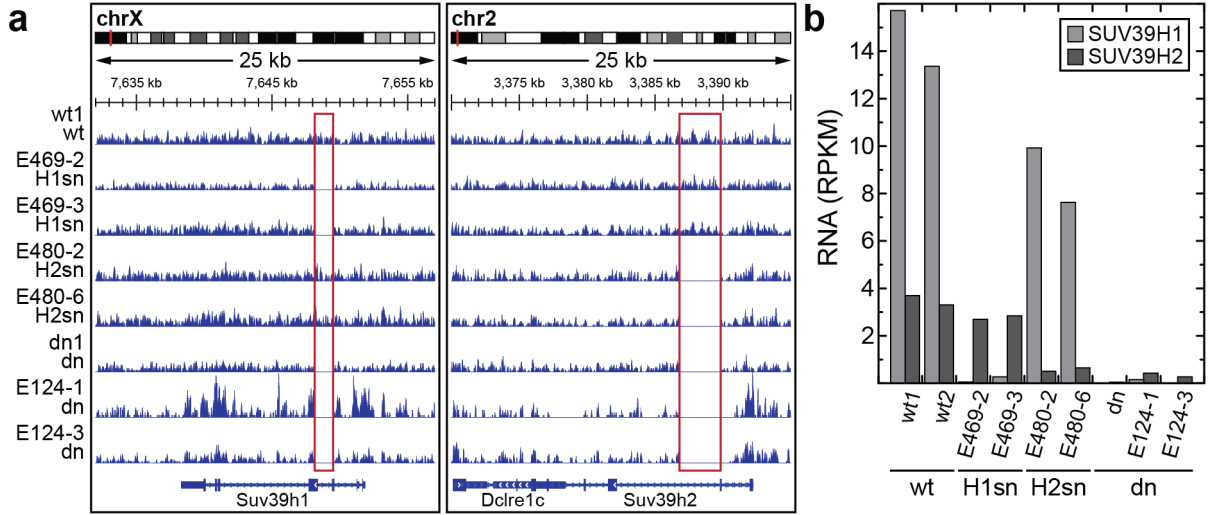 a
chrX
25 kb
7,635 kb 7,645 kb 7,655 kb
chr2
25 kb
3,375 kb 3,380 kb 3,385 kb 3,390 kb
wt1
wt
E469-2
H1sn
E469-3
H1sn
E480-2
H2sn
E480-6
H2sn
dn1
dn
E124-1
dn
E124-3
dn
Suv39h1
Dclre1c Suv39h2
b
RNA (RPKM)
14
12
10
8
6
4
2
SUV39H1
SUV39H2
wt1 wt2 E469-2 E469-3 E480-2 E480-6 dn E124-1 E124-3
wt H1sn H2sn dn